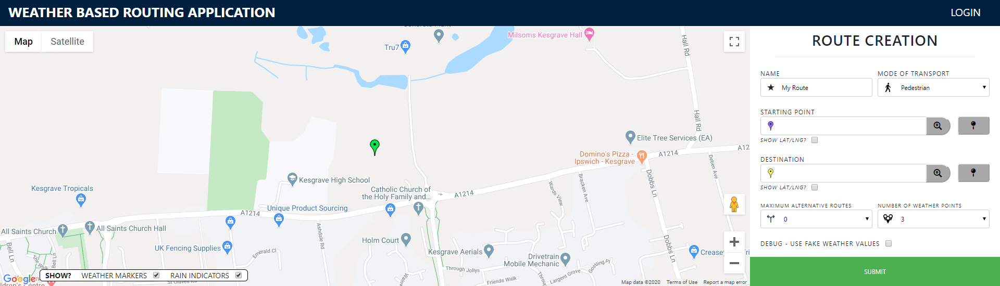 WEATHER BASED ROUTING APPLICATION
LOGIN
Map
Satellite
Tru7
Milsoms Kesgrave Hall
Hall Rd
Hall Rd
Elite Tree Services (EA)
Domino's Pizza -
Ipswich - Kesgrave
A1214
A12
Deben Ave
Dobbs Ln
Bracken Ave
Wards View
Kesgrave High School
Catholic Church of
the Holy Family and...
A1214
Kesgrave Tropicals
Unique Product Sourcing
A1214
All Saints Church
All Saints Church Hall
Ashdale Rd
Bell Ln
Bell Ln
UK Fencing Supplies
Emerald Cl
Holm Court
Kesgrave Aerials
Drivetrain
Mobile Mechanic
Dobbs Ln
Gostling Pl
Through Jollys
Friends Walk
Largent Grove
Google
SHOW?
WEATHER MARKERS
RAIN INDICATORS
Map data ©2020
Terms of Use
Report a map error
ROUTE CREATION
NAME
MODE OF TRANSPORT
My Route
Pedestrian
STARTING POINT
SHOW LAT/LNG?
DESTINATION
SHOW LAT/LNG?
MAXIMUM ALTERNATIVE ROUTES
NUMBER OF WEATHER POINTS
0
3
DEBUG - USE FAKE WEATHER VALUES
SUBMIT